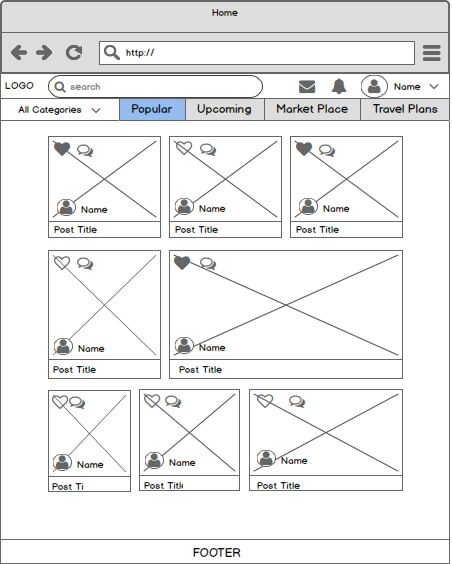 Home
http://
LOGO search Name
All Categories Popular Upcoming Market Place Travel Plans
Name Name Name
Post Title Post Title Post Title
Name Name
Post Title Post Title
Name Name Name
Post Ti Post Title Post Title
FOOTER